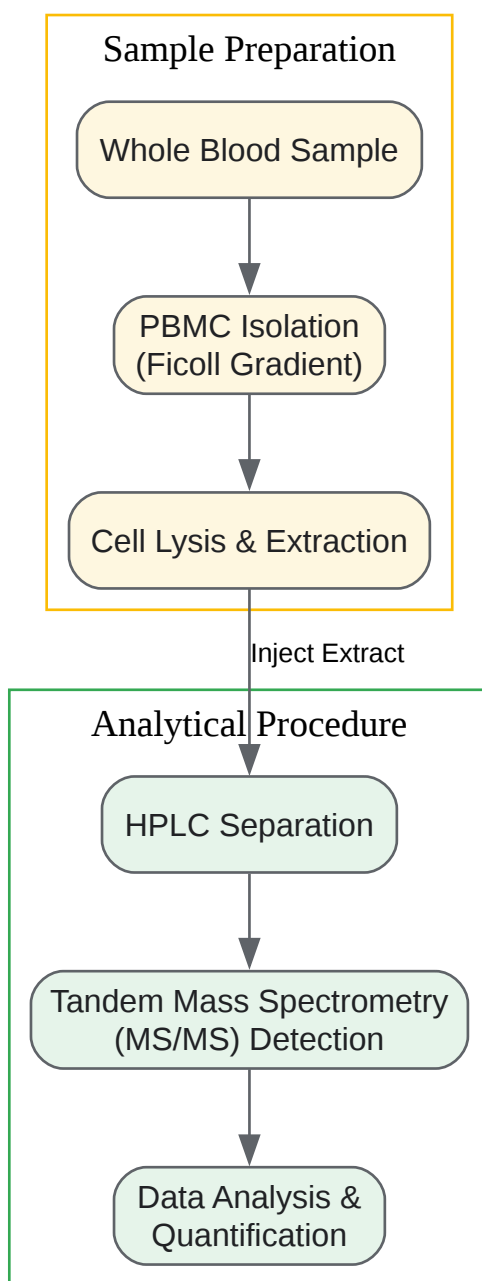 Sample Preparation
Whole Blood Sample
PBMC Isolation
(Ficoll Gradient)
Cell Lysis & Extraction
Inject Extract
Analytical Procedure
HPLC Separation
Tandem Mass Spectrometry
(MS/MS) Detection
Data Analysis &
Quantification